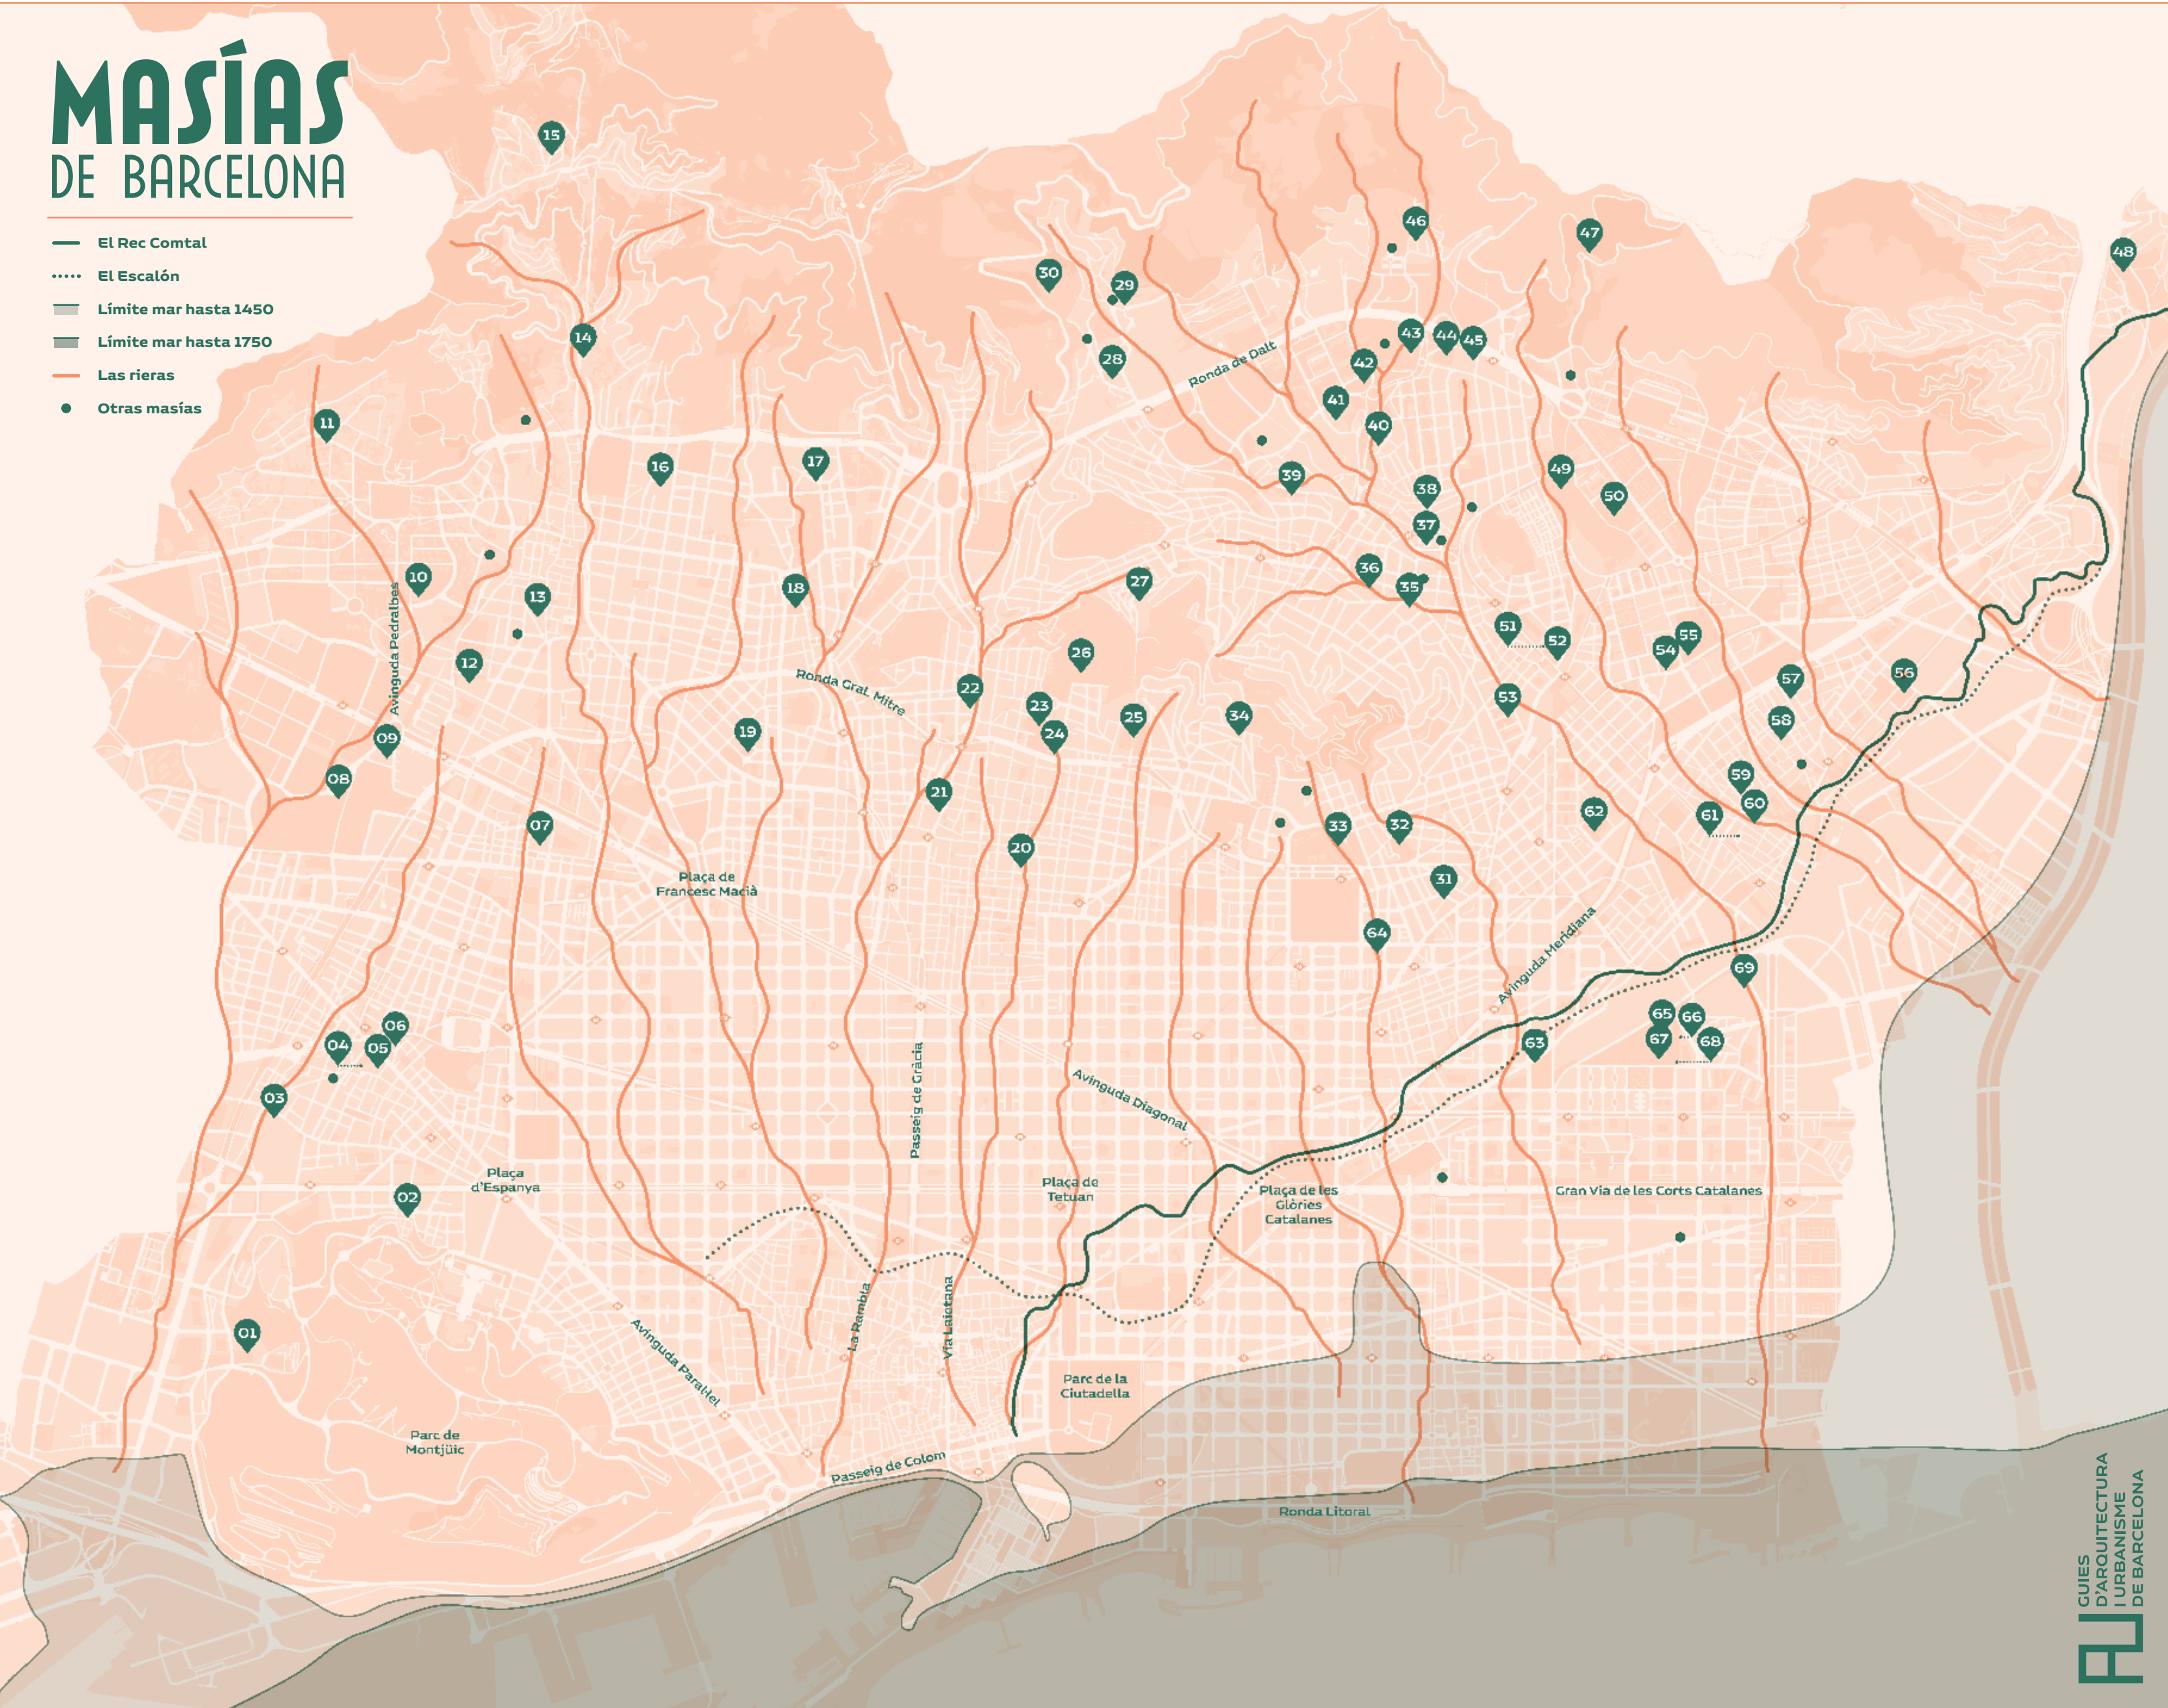 MASÍAS
DE BARCELONA
El Rec Comtal
El Escalón
Límite mar hasta 1450
Límite mar hasta 1750
Las rieras
Otras masías
15
46
47
48
30
29
14
28
Ronda de Dalt
43
44
45
42
41
40
11
16
17
39
38
49
50
37
10
13
18
27
36
35
Avinguda Pedralbes
12
51
52
54
55
26
Ronda Gral. Mitre
22
23
24
25
34
53
57
56
58
09
19
08
21
59
60
61
62
07
20
33
32
Plaça de
Francesc Macià
31
64
Avinguda Meridiana
69
06
04
05
65
66
67
68
63
03
Passeig de Gràcia
Avinguda Diagonal
02
Plaça
d'Espanya
Plaça de
Tetuan
Plaça de les
Glòries
Catalanes
Gran Via de les Corts Catalanes
01
Avinguda Paral·lel
La Rambla
Via Laietana
Parc de la
Ciutadella
Parc de
Montjüic
Passeig de Colom
Ronda Litoral
GUIES
D'ARQUITECTURA
I URBANISME
DE BARCELONA